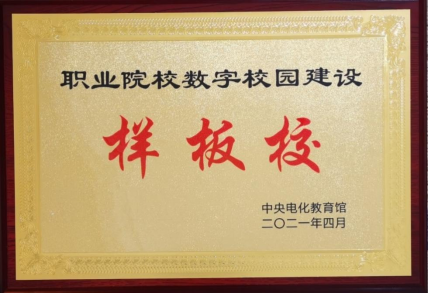 职业院校数字校园建设
样板校
中央电化教育馆
二〇二一年四月